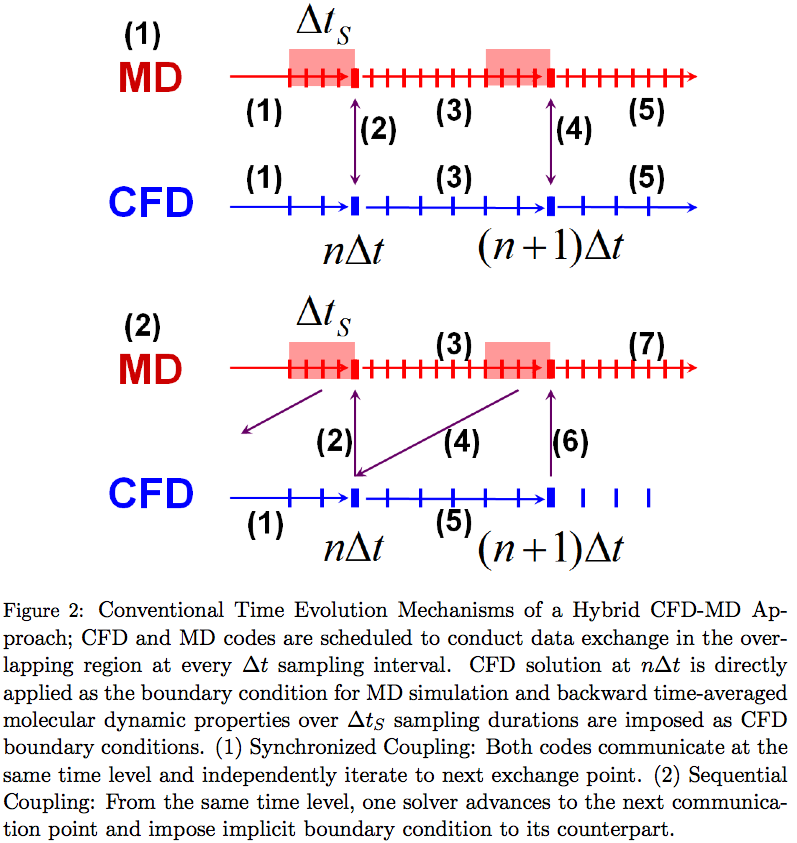 (1)
Δt_S
MD
(1)
(2)
(3)
(4)
(5)
(1)
(3)
(5)
CFD
nΔt
(n+1)Δt
(2)
Δt_S
MD
(3)
(7)
(2)
(4)
(6)
CFD
(1)
(5)
nΔt
(n+1)Δt
Figure 2: Conventional Time Evolution Mechanisms of a Hybrid CFD-MD Ap-
proach; CFD and MD codes are scheduled to conduct data exchange in the over-
lapping region at every Δt sampling interval. CFD solution at nΔt is directly
applied as the boundary condition for MD simulation and backward time-averaged
molecular dynamic properties over Δt_S sampling durations are imposed as CFD
boundary conditions. (1) Synchronized Coupling: Both codes communicate at the
same time level and independently iterate to next exchange point. (2) Sequential
Coupling: From the same time level, one solver advances to the next communica-
tion point and impose implicit boundary condition to its counterpart.